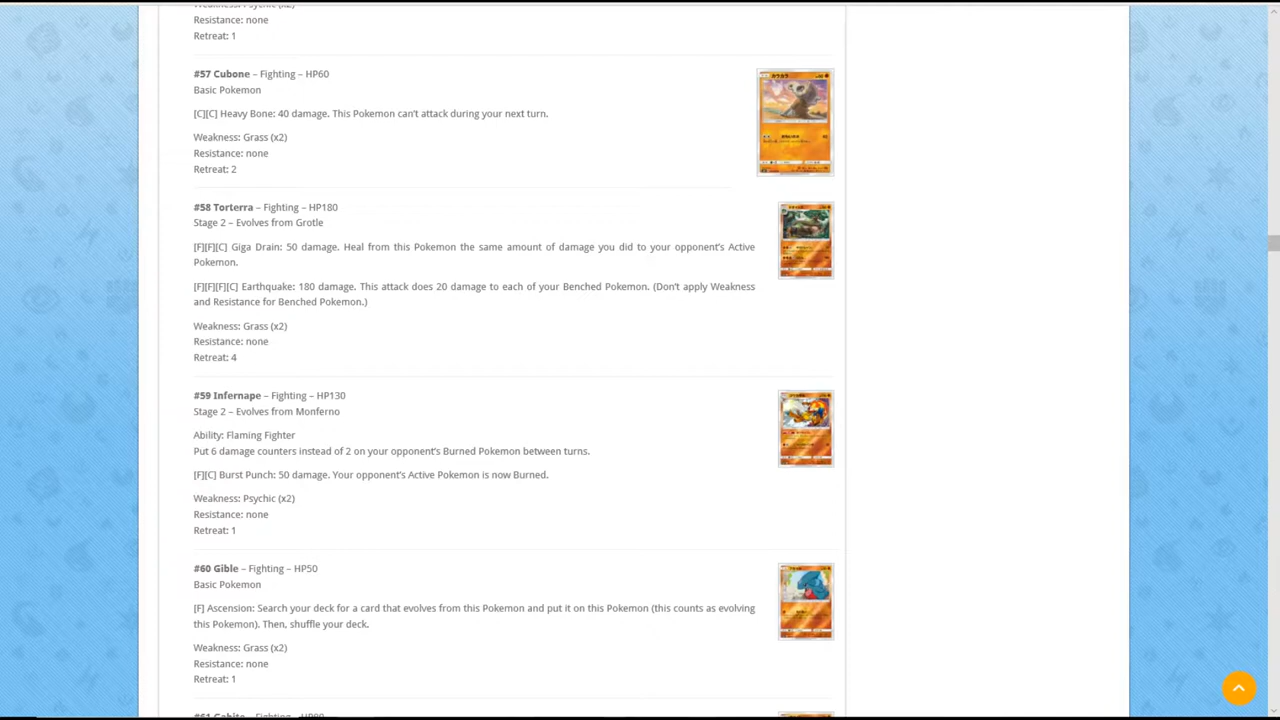 Weakness: Psychic (x2)
Resistance: none
Retreat: 1
#57 Cubone – Fighting – HP60
Basic Pokemon
[C][C] Heavy Bone: 40 damage. This Pokemon can't attack during your next turn.
Weakness: Grass (x2)
Resistance: none
Retreat: 2
#58 Torterra – Fighting – HP180
Stage 2 – Evolves from Grotle
[F][F][C] Giga Drain: 50 damage. Heal from this Pokemon the same amount of damage you did to your opponent's Active
Pokemon.
[F][F][F][C] Earthquake: 180 damage. This attack does 20 damage to each of your Benched Pokemon. (Don't apply Weakness
and Resistance for Benched Pokemon.)
Weakness: Grass (x2)
Resistance: none
Retreat: 4
#59 Infernape – Fighting – HP130
Stage 2 – Evolves from Monferno
Ability: Flaming Fighter
Put 6 damage counters instead of 2 on your opponent's Burned Pokemon between turns.
[F][C] Burst Punch: 50 damage. Your opponent's Active Pokemon is now Burned.
Weakness: Psychic (x2)
Resistance: none
Retreat: 1
#60 Gible – Fighting – HP50
Basic Pokemon
[F] Ascension: Search your deck for a card that evolves from this Pokemon and put it on this Pokemon (this counts as evolving
this Pokemon). Then, shuffle your deck.
Weakness: Grass (x2)
Resistance: none
Retreat: 1
#61 Gabite – Fighting – HP80